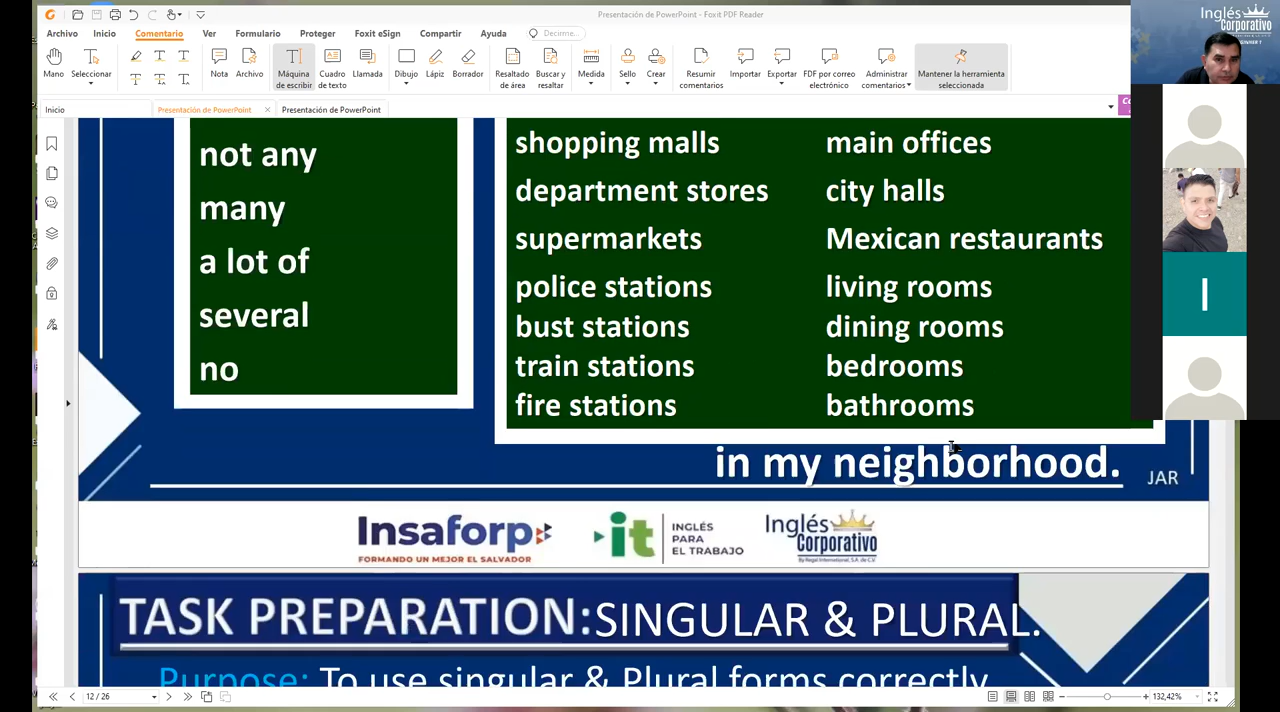 Presentación de PowerPoint - Foxit PDF Reader
Archivo Inicio Comentario Ver Formulario Proteger Foxit eSign Compartir Ayuda Decirme...
Mano Seleccionar Nota Archivo Máquina de escribir Cuadro de texto Llamada Dibujo Lápiz Borrador Resaltado de área Buscar y resaltar Medida Sello Crear Resumir comentarios Importar Exportar FDP por correo electrónico Administrar comentarios Mantener la herramienta seleccionada
Inicio Presentación de PowerPoint Presentación de PowerPoint
Inglés
Corporativo
I
not any
many
a lot of
several
no
shopping malls main offices
department stores city halls
supermarkets Mexican restaurants
police stations living rooms
bust stations dining rooms
train stations bedrooms
fire stations bathrooms
in my neighborhood.
JAR
Insaforp
FORMANDO UN MEJOR EL SALVADOR
it
INGLÉS
PARA
EL TRABAJO
Inglés
Corporativo
By Regal International, S.A. de C.V.
TASK PREPARATION: SINGULAR & PLURAL.
Purpose: To use singular & Plural forms correctly
12 / 26
132,42%